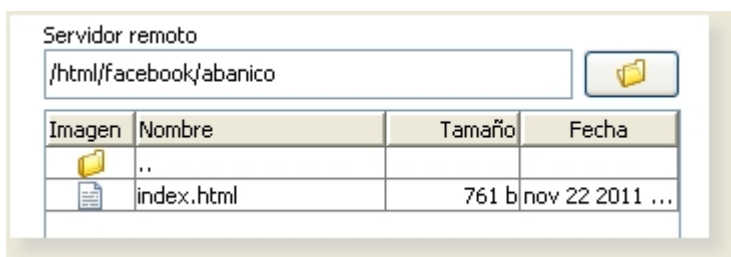 Servidor remoto
/html/facebook/abanico
Imagen Nombre Tamaño Fecha
..
index.html 761 b nov 22 2011 ...